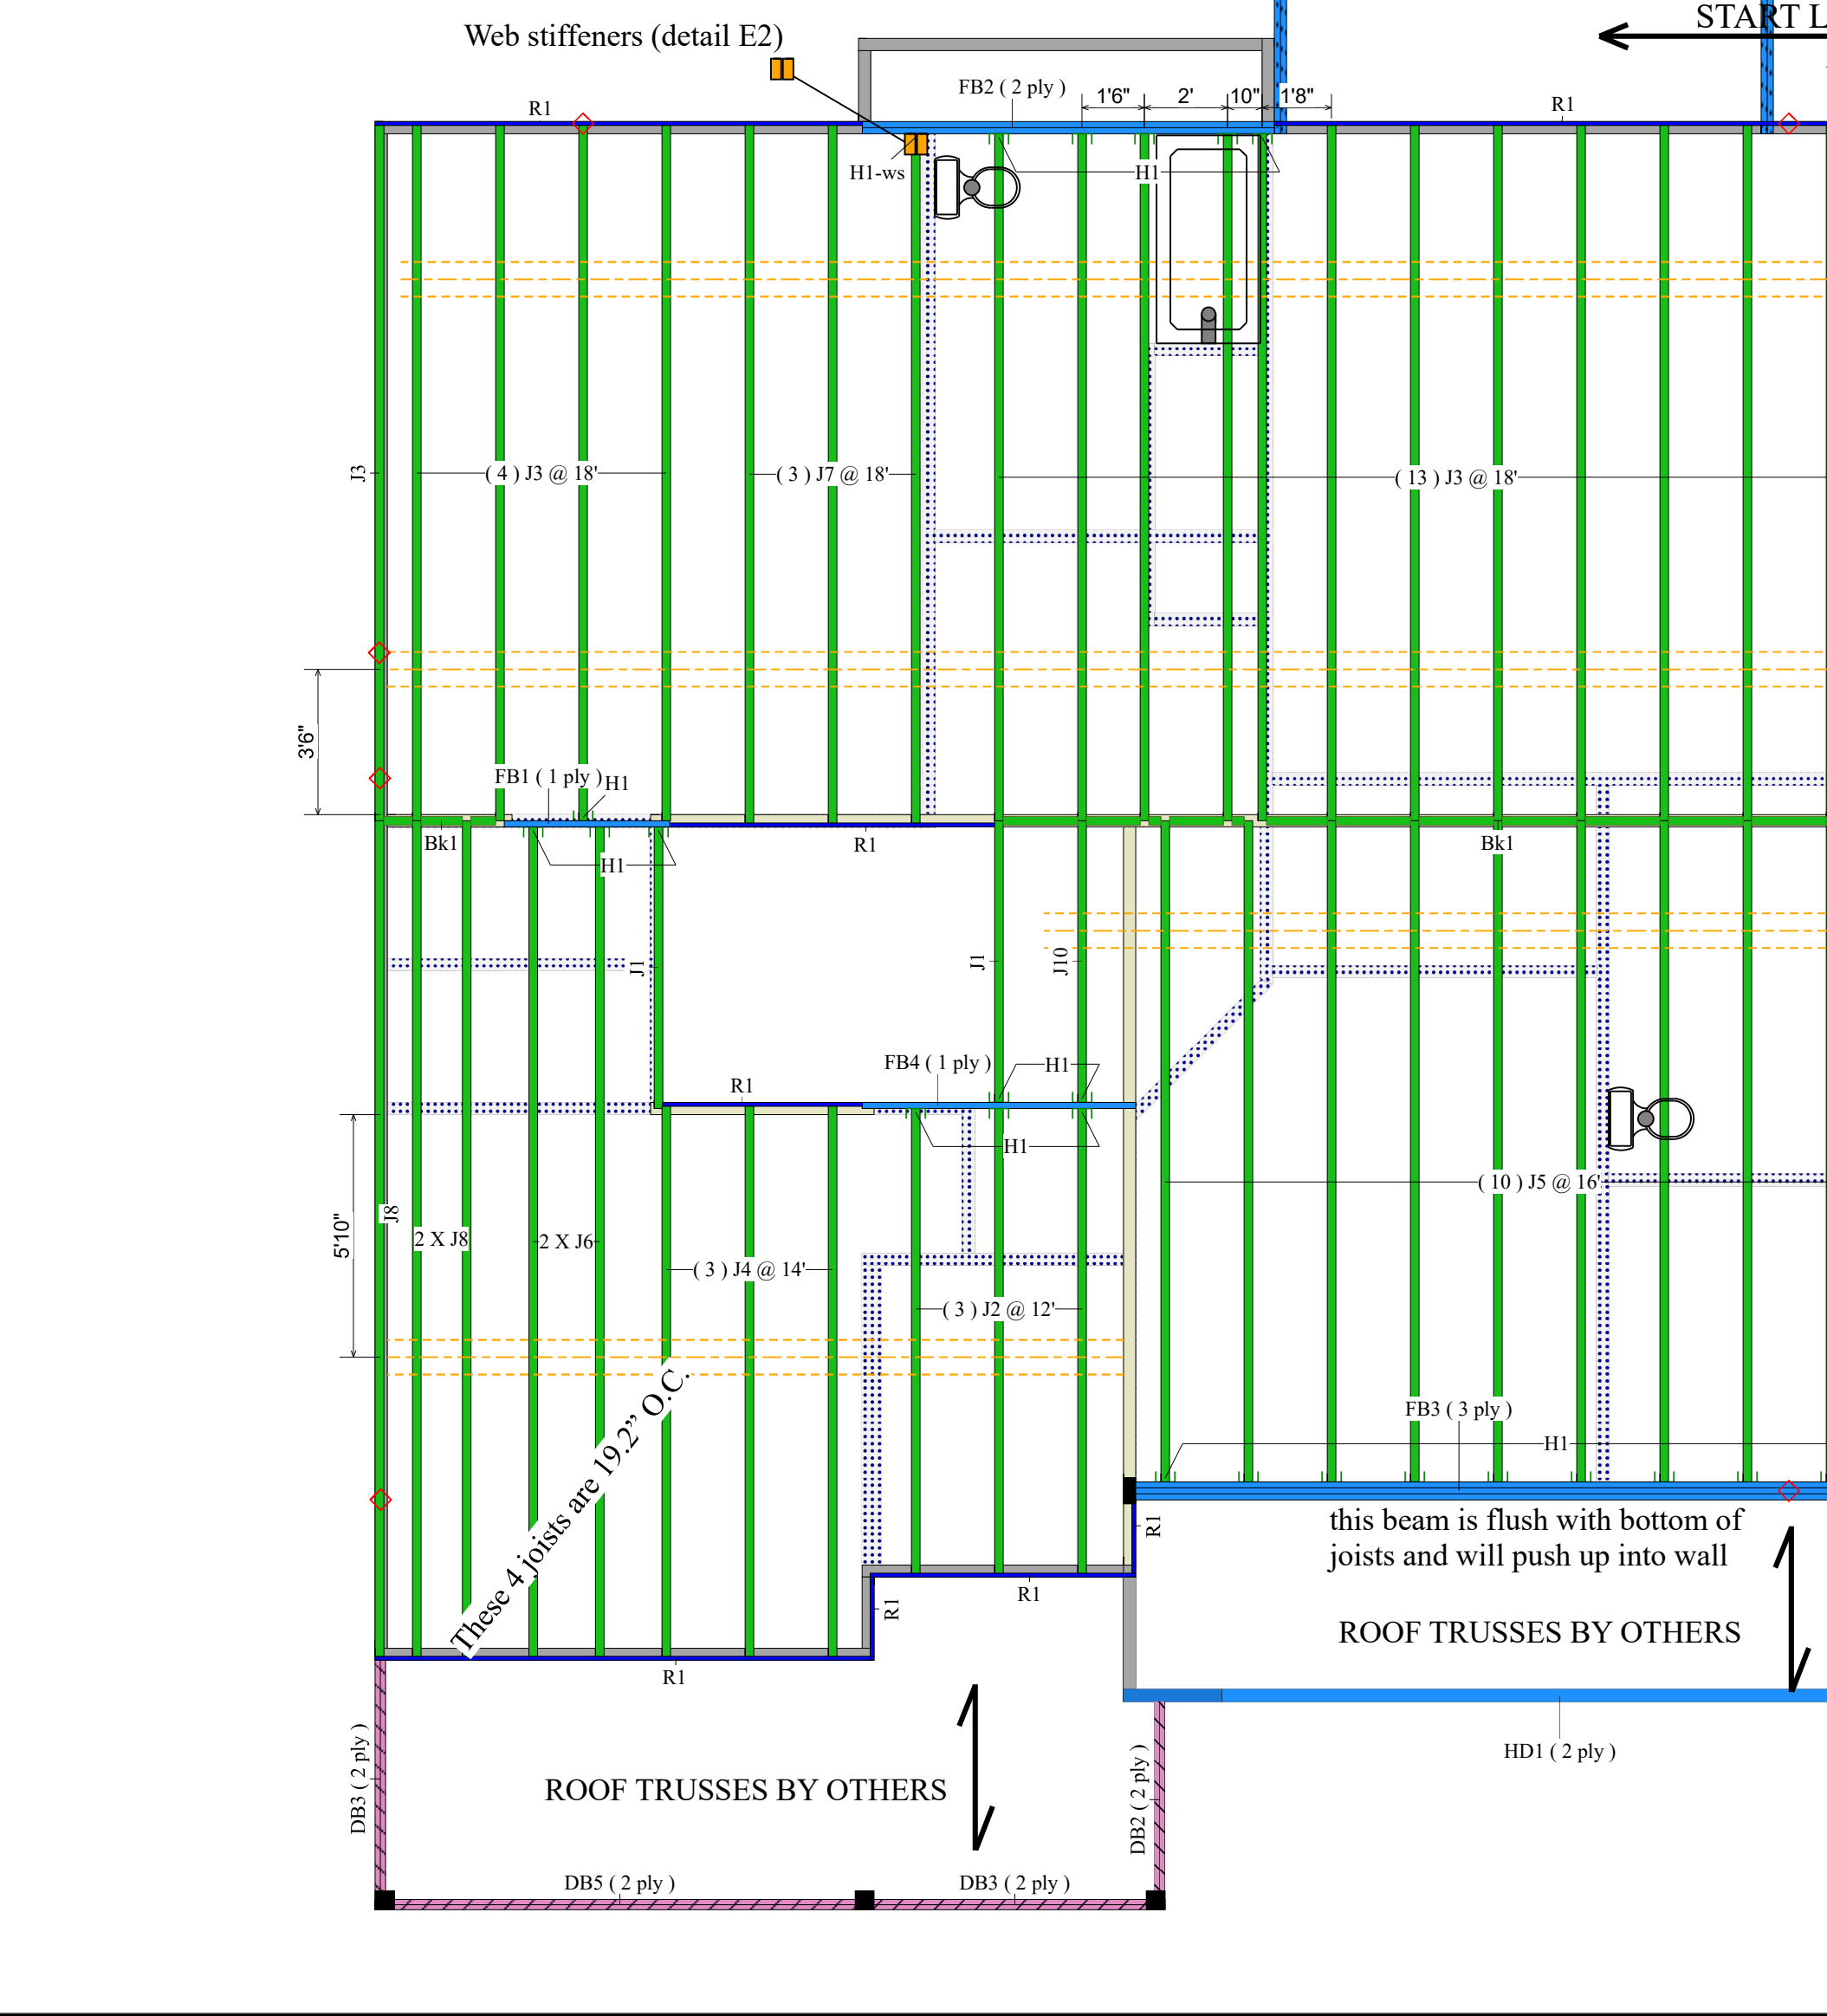 START L
Web stiffeners (detail E2)
FB2 ( 2 ply )
1'6"
2'
10"
1'8"
R1
R1
H1-ws
H1
J3
( 4 ) J3 @ 18'
( 3 ) J7 @ 18'
( 13 ) J3 @ 18'
3'6"
FB1 ( 1 ply )
H1
Bk1
H1
R1
Bk1
J1
J1
J10
FB4 ( 1 ply )
H1
R1
H1
( 10 ) J5 @ 16'
J8
5'10"
2 X J8
2 X J6
( 3 ) J4 @ 14'
( 3 ) J2 @ 12'
These 4 joists are 19.2” O.C.
FB3 ( 3 ply )
H1
this beam is flush with bottom of
joists and will push up into wall
R1
R1
R1
R1
ROOF TRUSSES BY OTHERS
HD1 ( 2 ply )
DB3 ( 2 ply )
ROOF TRUSSES BY OTHERS
DB2 ( 2 ply )
DB5 ( 2 ply )
DB3 ( 2 ply )